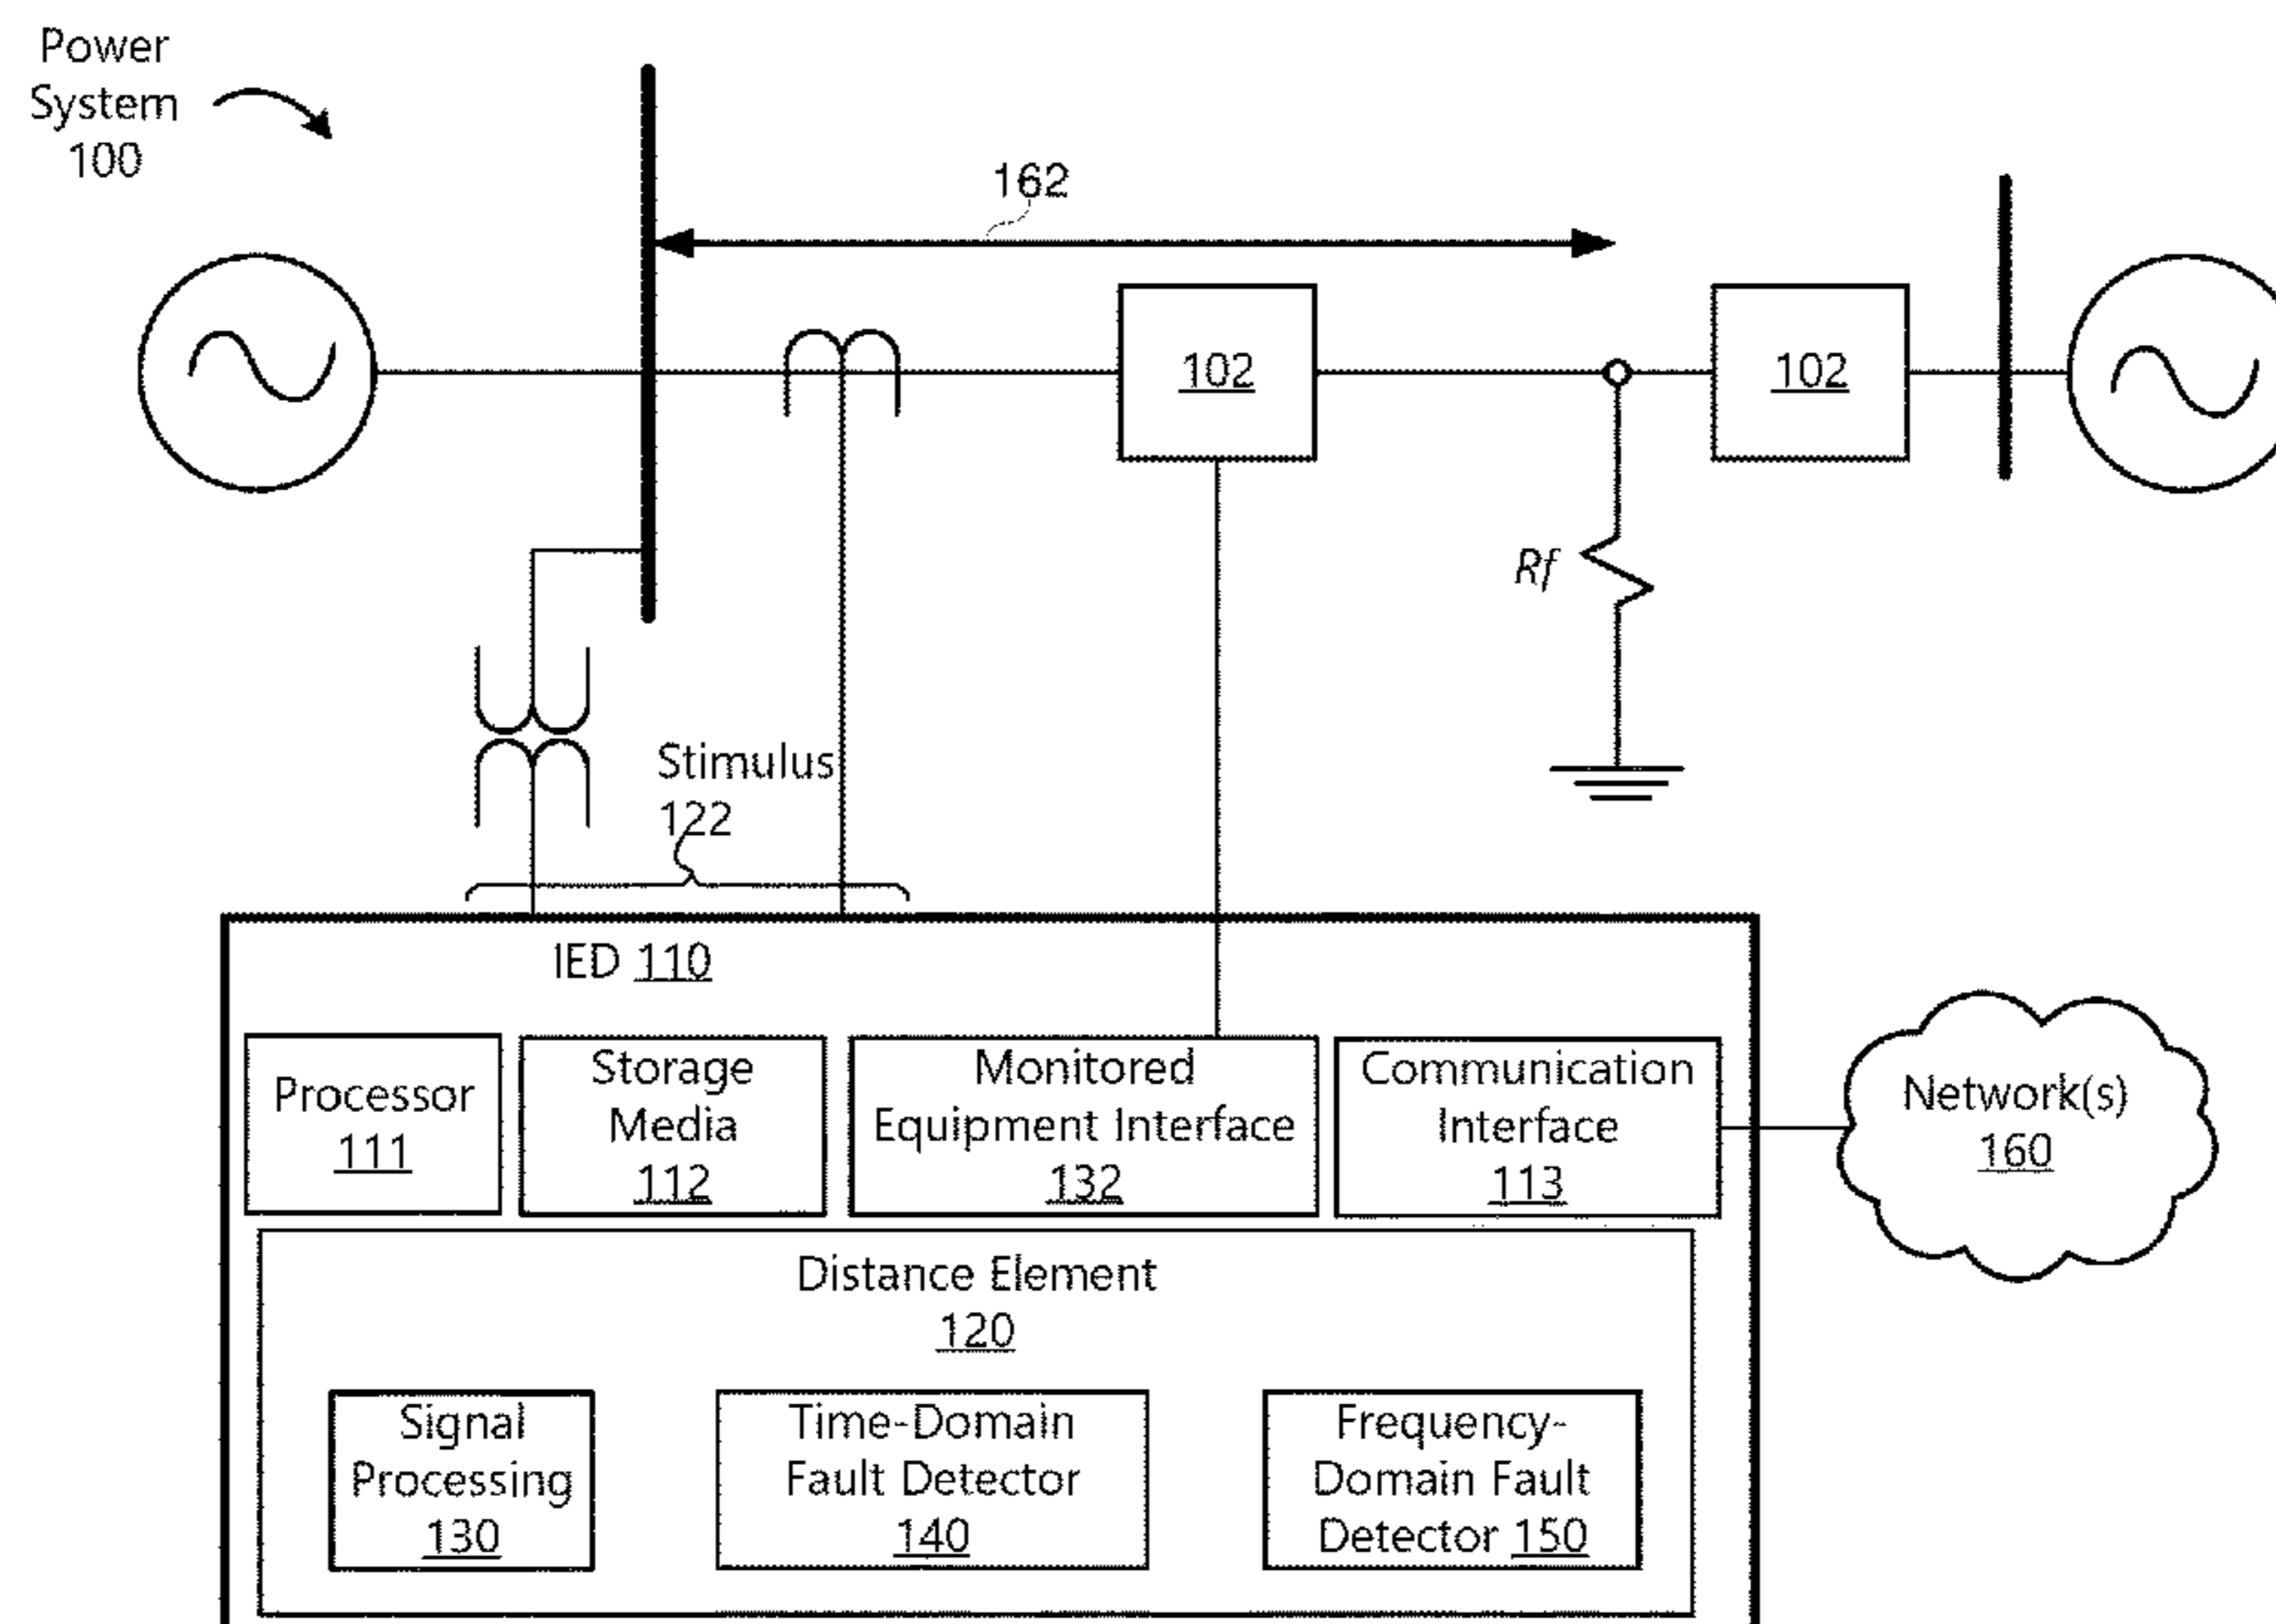 Power
System
100
162
102
102
Rf
Stimulus
122
IED 110
Processor
111
Storage
Media
112
Monitored
Equipment Interface
132
Communication
Interface
113
Network(s)
160
Distance Element
120
Signal
Processing
130
Time-Domain
Fault Detector
140
Frequency-
Domain Fault
Detector 150